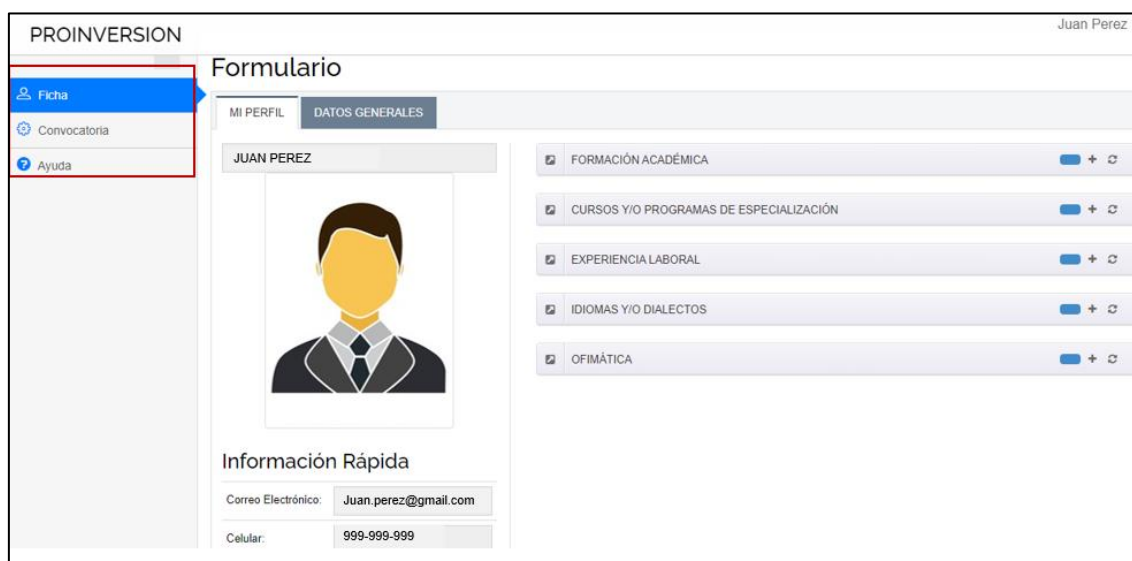 PROINVERSION
Juan Perez
Ficha
Convocatoria
Ayuda
Formulario
MI PERFIL
DATOS GENERALES
JUAN PEREZ
Información Rápida
Correo Electrónico: Juan.perez@gmail.com
Celular: 999-999-999
FORMACIÓN ACADÉMICA
CURSOS Y/O PROGRAMAS DE ESPECIALIZACIÓN
EXPERIENCIA LABORAL
IDIOMAS Y/O DIALECTOS
OFIMÁTICA